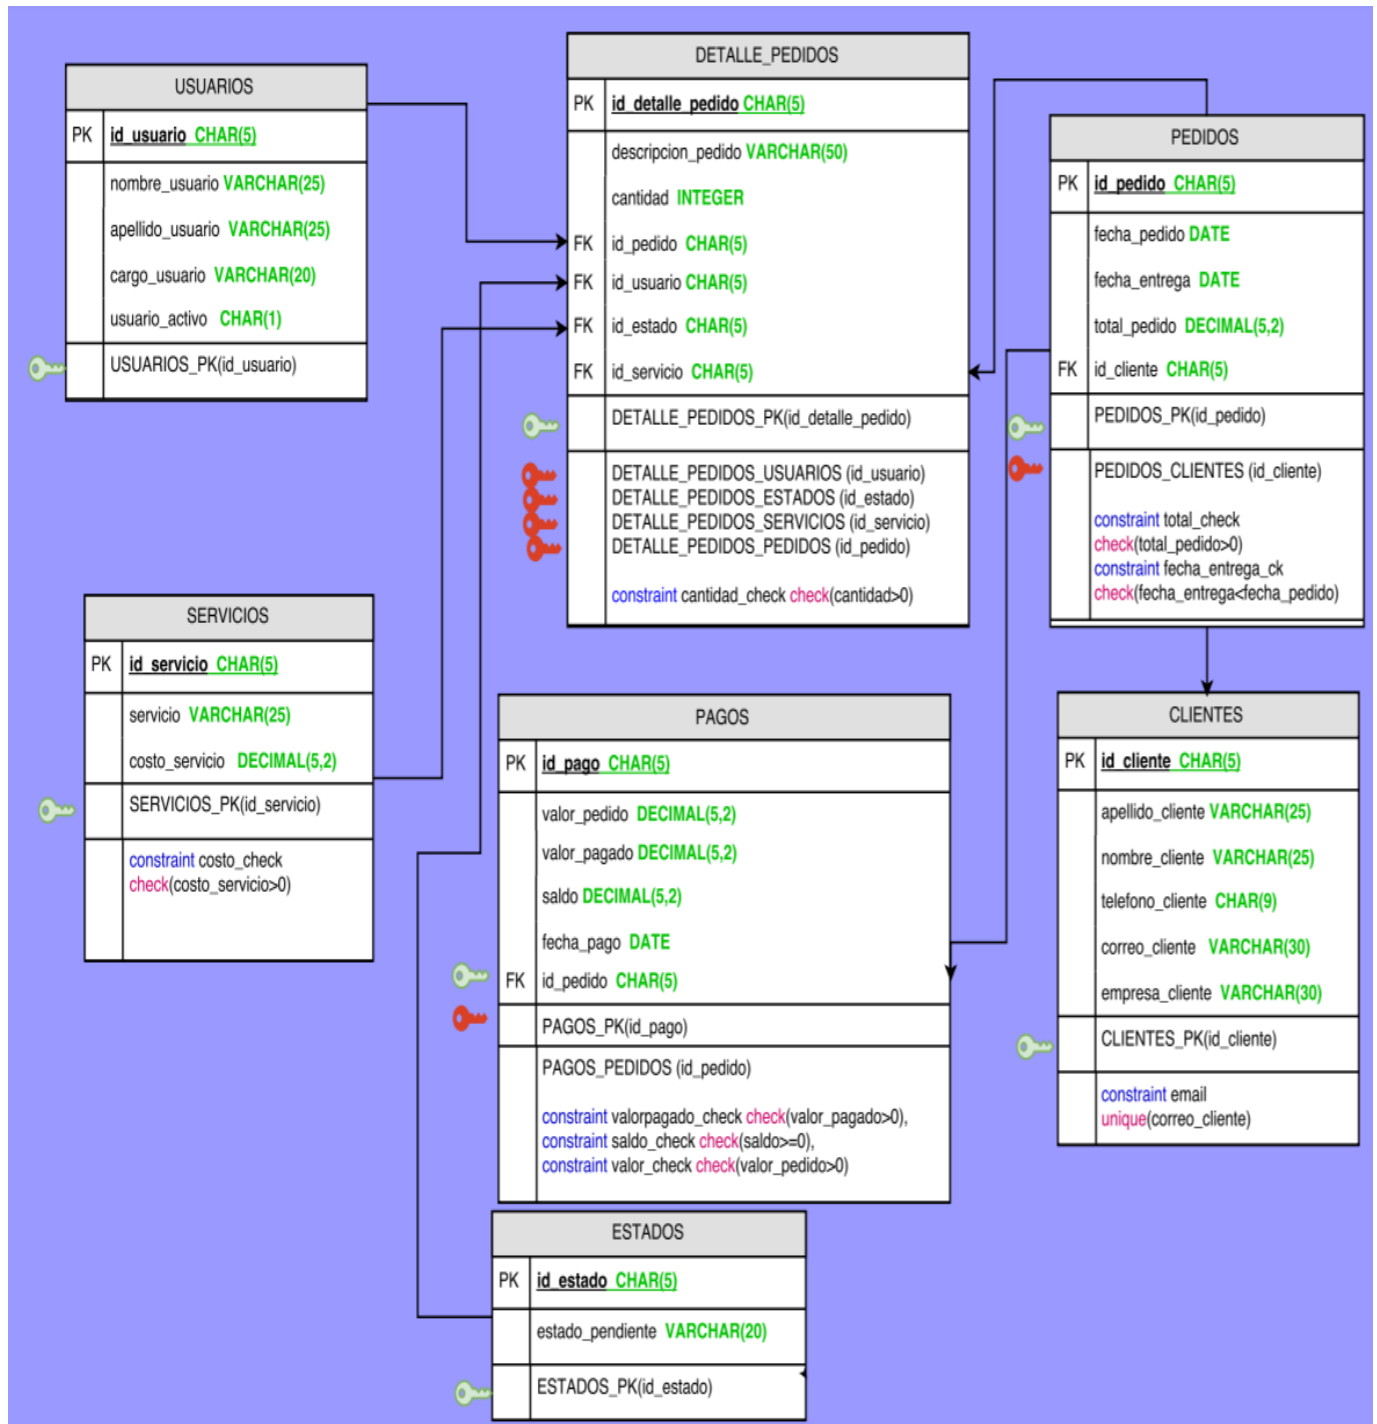 USUARIOS
PK id_usuario CHAR(5)
nombre_usuario VARCHAR(25)
apellido_usuario VARCHAR(25)
cargo_usuario VARCHAR(20)
usuario_activo CHAR(1)
USUARIOS_PK(id_usuario)
DETALLE_PEDIDOS
PK id_detalle_pedido CHAR(5)
descripcion_pedido VARCHAR(50)
cantidad INTEGER
FK id_pedido CHAR(5)
FK id_usuario CHAR(5)
FK id_estado CHAR(5)
FK id_servicio CHAR(5)
DETALLE_PEDIDOS_PK(id_detalle_pedido)
DETALLE_PEDIDOS_USUARIOS (id_usuario)
DETALLE_PEDIDOS_ESTADOS (id_estado)
DETALLE_PEDIDOS_SERVICIOS (id_servicio)
DETALLE_PEDIDOS_PEDIDOS (id_pedido)
constraint cantidad_check check(cantidad>0)
PEDIDOS
PK id_pedido CHAR(5)
fecha_pedido DATE
fecha_entrega DATE
total_pedido DECIMAL(5,2)
FK id_cliente CHAR(5)
PEDIDOS_PK(id_pedido)
PEDIDOS_CLIENTES (id_cliente)
constraint total_check
check(total_pedido>0)
constraint fecha_entrega_ck
check(fecha_entrega<fecha_pedido)
SERVICIOS
PK id_servicio CHAR(5)
servicio VARCHAR(25)
costo_servicio DECIMAL(5,2)
SERVICIOS_PK(id_servicio)
constraint costo_check
check(costo_servicio>0)
PAGOS
PK id_pago CHAR(5)
valor_pedido DECIMAL(5,2)
valor_pagado DECIMAL(5,2)
saldo DECIMAL(5,2)
fecha_pago DATE
FK id_pedido CHAR(5)
PAGOS_PK(id_pago)
PAGOS_PEDIDOS (id_pedido)
constraint valorpagado_check check(valor_pagado>0),
constraint saldo_check check(saldo>=0),
constraint valor_check check(valor_pedido>0)
CLIENTES
PK id_cliente CHAR(5)
apellido_cliente VARCHAR(25)
nombre_cliente VARCHAR(25)
telefono_cliente CHAR(9)
correo_cliente VARCHAR(30)
empresa_cliente VARCHAR(30)
CLIENTES_PK(id_cliente)
constraint email
unique(correo_cliente)
ESTADOS
PK id_estado CHAR(5)
estado_pendiente VARCHAR(20)
ESTADOS_PK(id_estado)